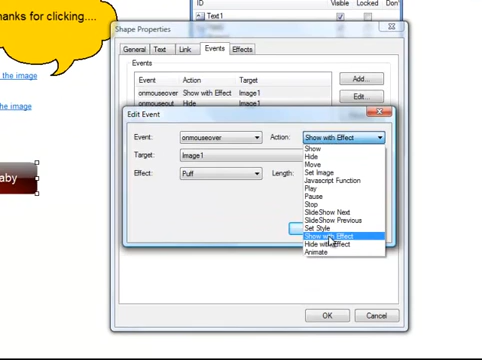 ID Visible Locked
Text1
hanks for clicking....
Shape Properties
General Text Link Events Effects
Events
Event Action Target
onmouseover Show with Effect Image1
onmouseout Hide Image1
Add...
Edit...
the image
the image
aby
Edit Event
Event: onmouseover Action: Show with Effect
Target: Image1
Effect: Puff Length:
Show
Hide
Move
Set Image
Javascript Function
Play
Pause
Stop
SlideShow Next
SlideShow Previous
Set Style
Show with Effect
Hide with Effect
Animate
OK Cancel